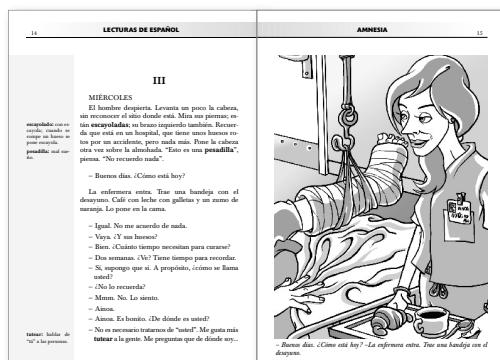 14
LECTURAS DE ESPAÑOL
escayolado: con es-
cayola; cuando se
rompe un hueso se
pone escayola.
pesadilla: mal sue-
ño.
tutear: hablar de
"tú" a las personas.
III
MIÉRCOLES
El hombre despierta. Levanta un poco la cabeza,
sin reconocer el sitio donde está. Mira sus piernas; es-
tán escayoladas; su brazo izquierdo también. Recuer-
da que está en un hospital, que tiene unos huesos ro-
tos por un accidente, pero nada más. Pone la cabeza
otra vez sobre la almohada. "Esto es una pesadilla",
piensa. "No recuerdo nada".
– Buenos días. ¿Cómo está hoy?
La enfermera entra. Trae una bandeja con el
desayuno. Café con leche con galletas y un zumo de
naranja. Lo pone en la cama.
– Igual. No me acuerdo de nada.
– Vaya. ¿Y sus huesos?
– Bien. ¿Cuánto tiempo necesitan para curarse?
– Dos semanas. ¿Ve? Tiene tiempo para recordar.
– Sí, supongo que sí. A propósito, ¿cómo se llama
usted?
– ¿No lo recuerda?
– Mmm. No. Lo siento.
– Ainoa.
– Ainoa. Es bonito. ¿De dónde es usted?
– No es necesario tratarnos de "usted". Me gusta más
tutear a la gente. Me preguntas que de dónde soy...
AMNESIA
15
– Buenos días. ¿Cómo está hoy? –La enfermera entra. Trae una bandeja con el
desayuno.